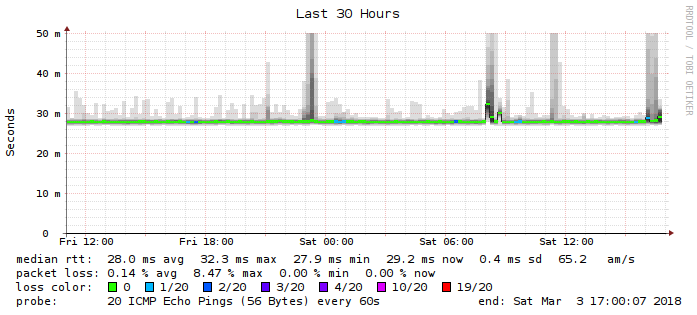 Last 30 Hours
RRDTOOL / TOBI OETIKER
Seconds
50 m
40 m
30 m
20 m
10 m
0
Fri 12:00 Fri 18:00 Sat 00:00 Sat 06:00 Sat 12:00
median rtt: 28.0 ms avg 32.3 ms max 27.9 ms min 29.2 ms now 0.4 ms sd 65.2 am/s
packet loss: 0.14 % avg 8.47 % max 0.00 % min 0.00 % now
loss color: 0 1/20 2/20 3/20 4/20 10/20 19/20
probe: 20 ICMP Echo Pings (56 Bytes) every 60s end: Sat Mar 3 17:00:07 2018